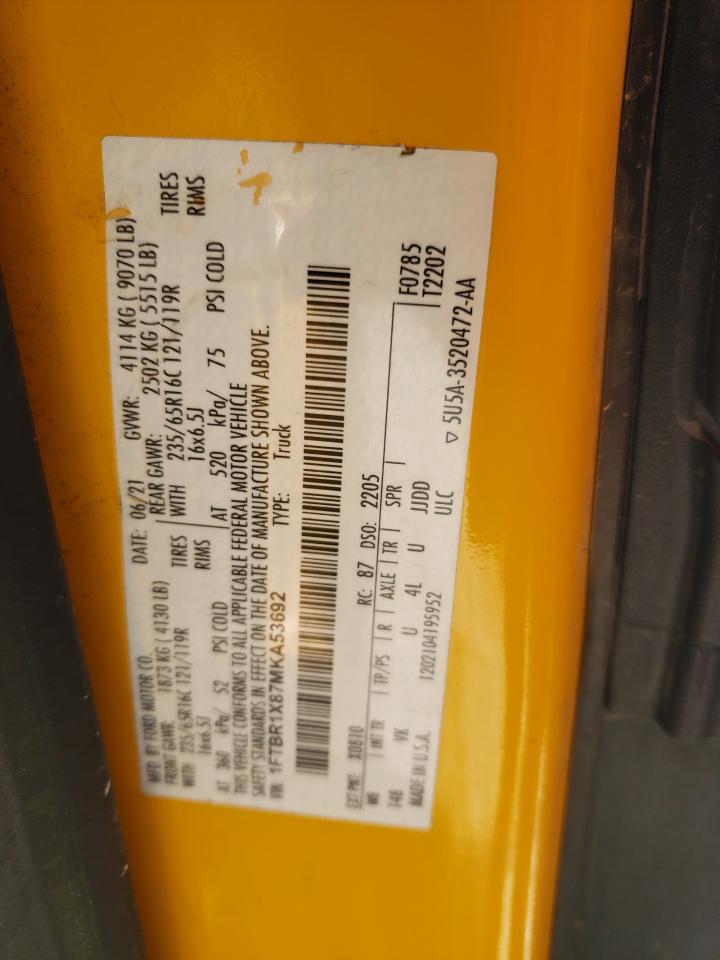 MFD. BY FORD MOTOR CO. DATE: 06/21 GVWR: 4114 KG ( 9070 LB)
FRONT GAWR: 1873 KG ( 4130 LB) REAR GAWR: 2502 KG ( 5515 LB)
WITH 235/65R16C 121/119R TIRES WITH 235/65R16C 121/119R TIRES
16x6.5J RIMS 16x6.5J RIMS
AT 360 kPa/ 52 PSI COLD AT 520 kPa/ 75 PSI COLD
THIS VEHICLE CONFORMS TO ALL APPLICABLE FEDERAL MOTOR VEHICLE
SAFETY STANDARDS IN EFFECT ON THE DATE OF MANUFACTURE SHOWN ABOVE.
VIN: 1FTBR1X87MKA53692 TYPE: Truck
EXT PNT: X0810 RC: 87 DSO: 2205
WB | INT TR | TP/PS | R | AXLE | TR | SPR | F0785
148 VK U 4L U JJDD T2202
MADE IN U.S.A. 1202104195952 ULC
▽ 5U5A-3520472-AA